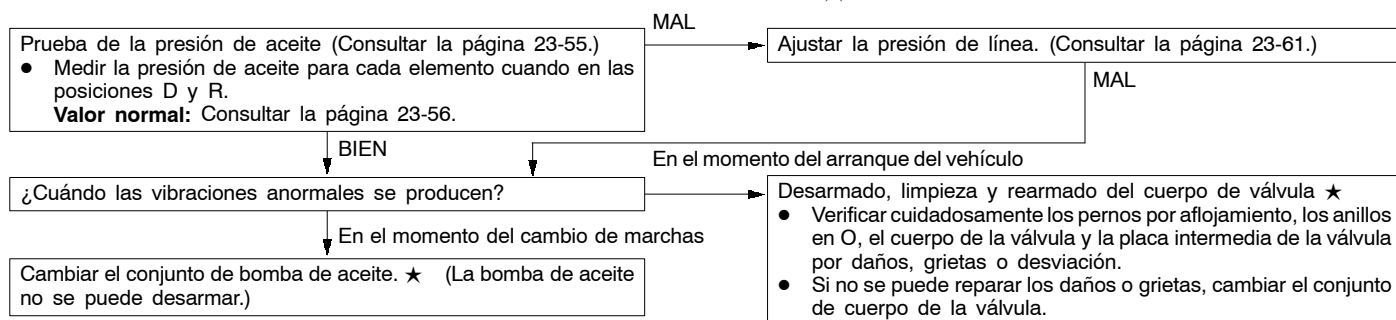 MAL
Prueba de la presión de aceite (Consultar la página 23-55.)
● Medir la presión de aceite para cada elemento cuando en las
posiciones D y R.
Valor normal: Consultar la página 23-56.
Ajustar la presión de línea. (Consultar la página 23-61.)
MAL
BIEN
En el momento del arranque del vehículo
¿Cuándo las vibraciones anormales se producen?
Desarmado, limpieza y rearmado del cuerpo de válvula ★
● Verificar cuidadosamente los pernos por aflojamiento, los anillos
en O, el cuerpo de la válvula y la placa intermedia de la válvula
por daños, grietas o desviación.
● Si no se puede reparar los daños o grietas, cambiar el conjunto
de cuerpo de la válvula.
En el momento del cambio de marchas
Cambiar el conjunto de bomba de aceite. ★ (La bomba de aceite
no se puede desarmar.)